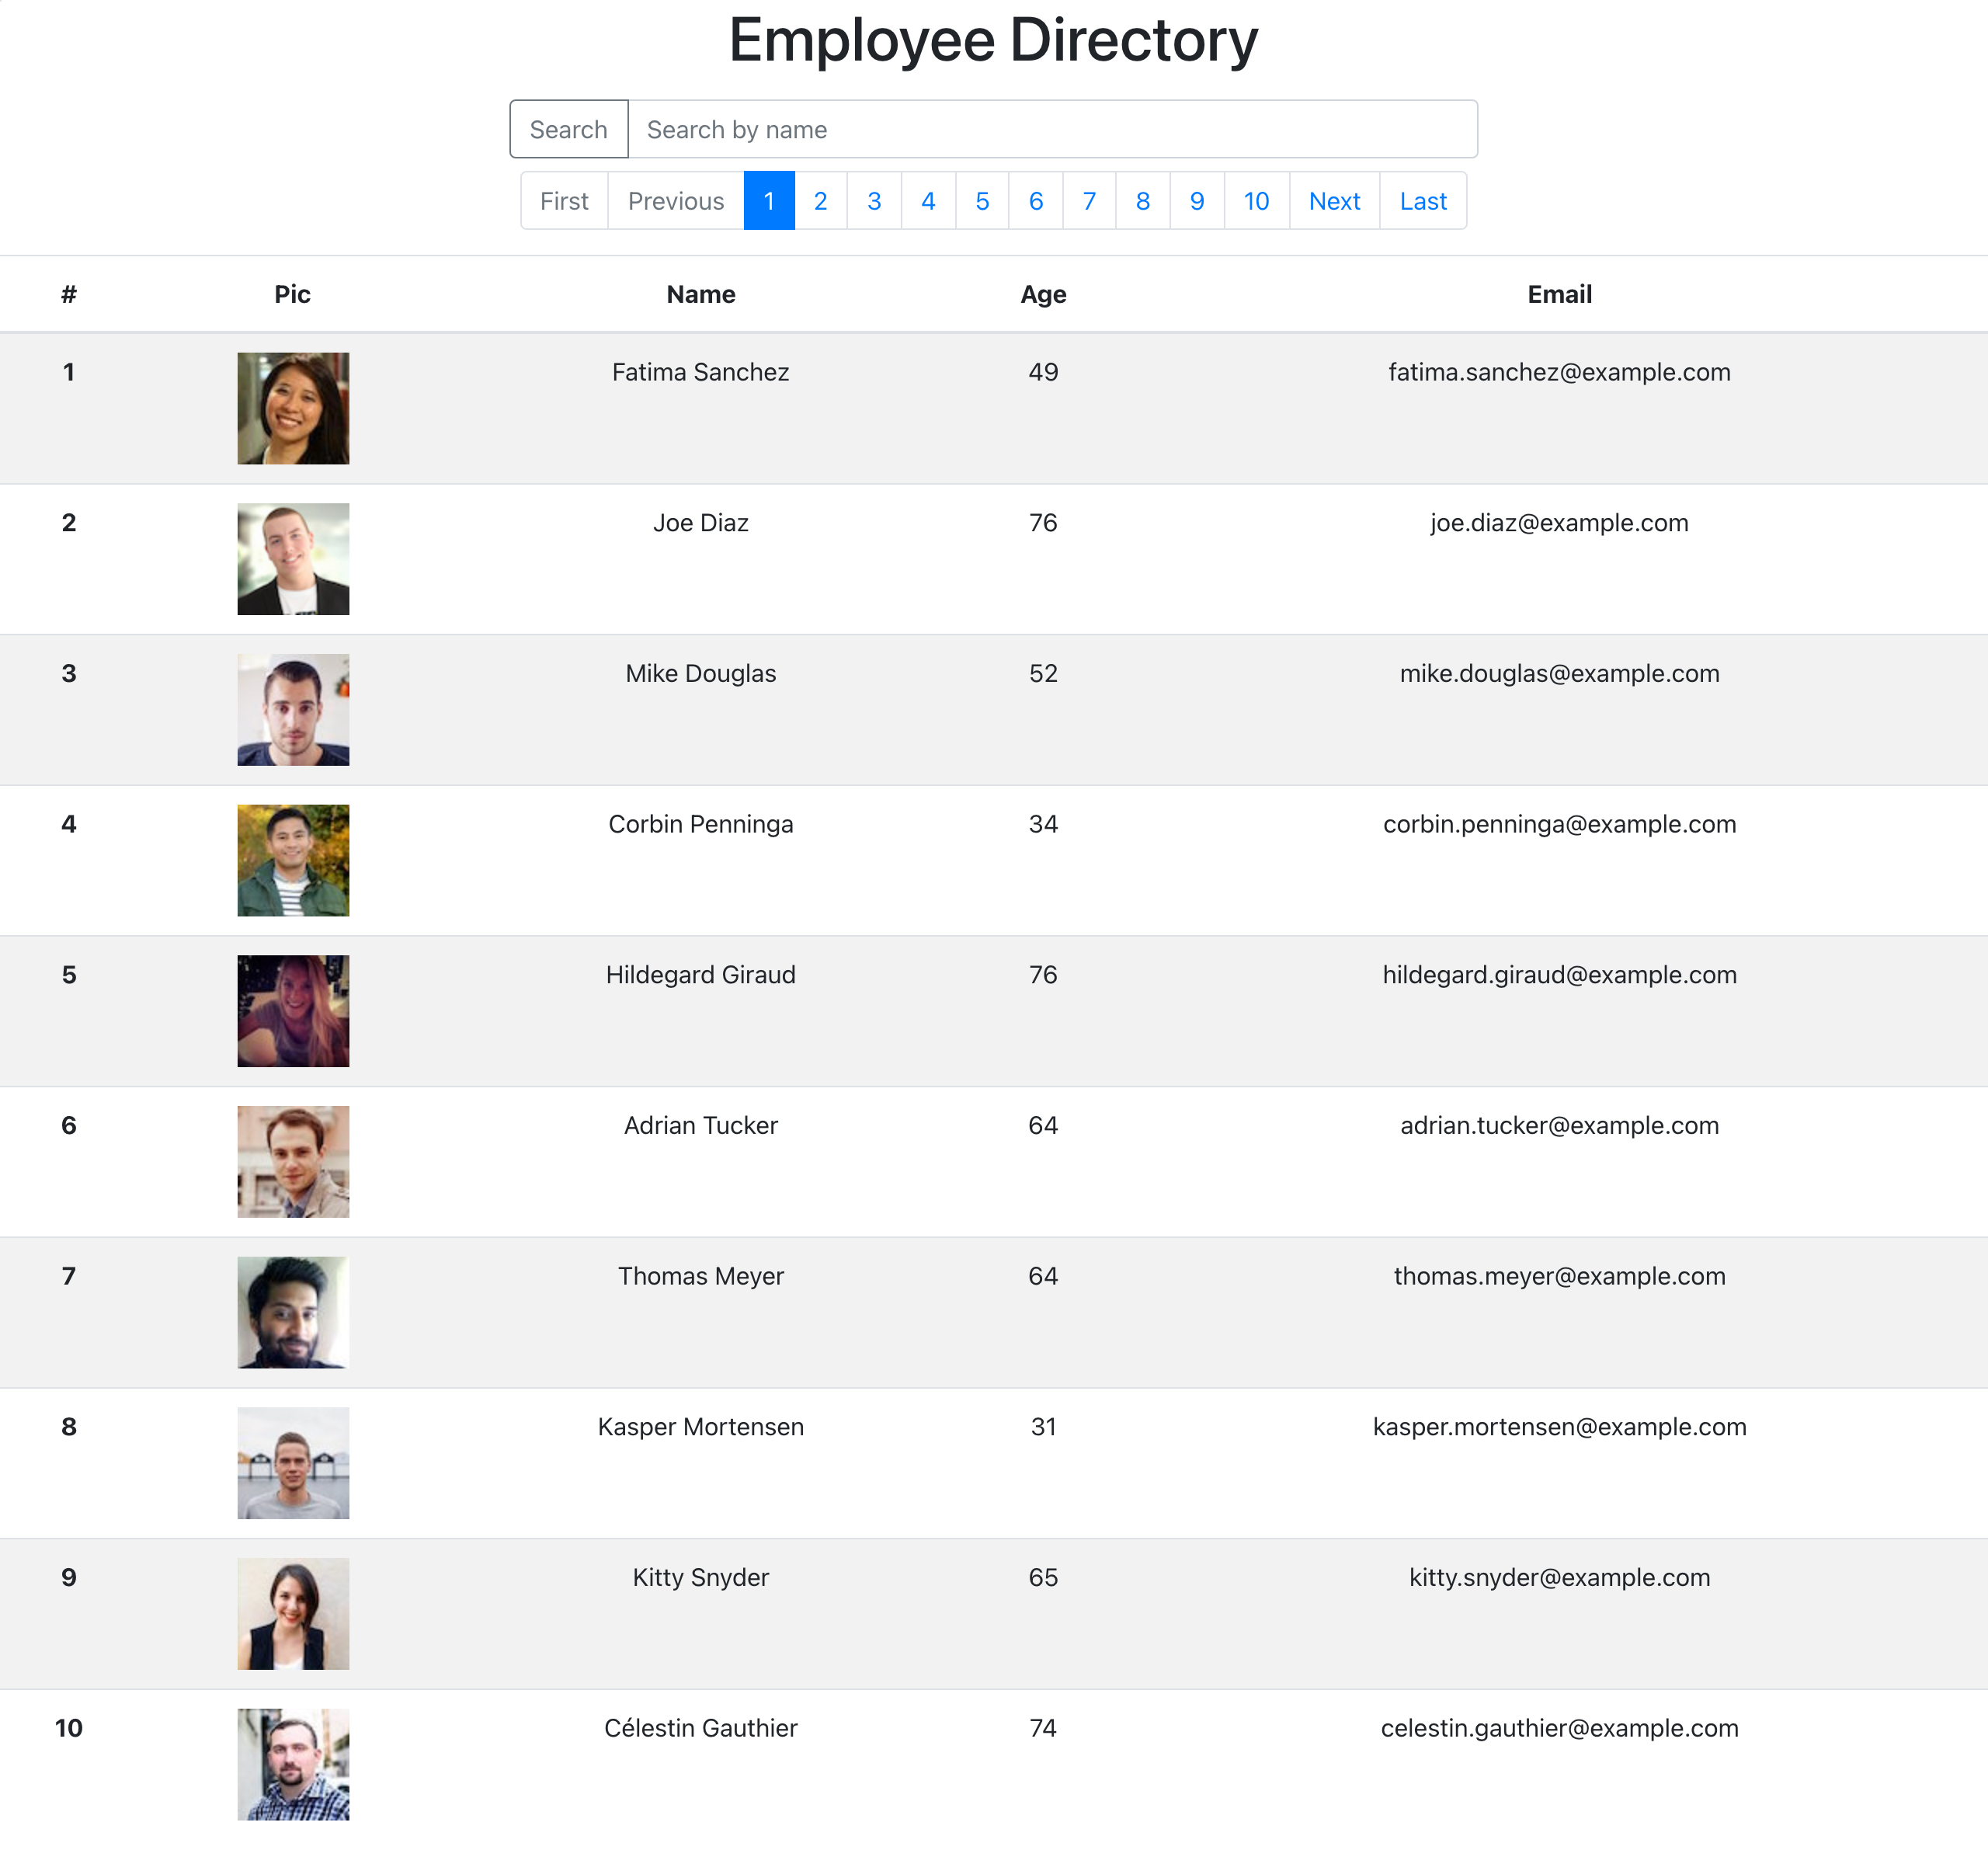 Employee Directory
Search Search by name
First Previous 1 2 3 4 5 6 7 8 9 10 Next Last
# Pic Name Age Email
1 Fatima Sanchez 49 fatima.sanchez@example.com
2 Joe Diaz 76 joe.diaz@example.com
3 Mike Douglas 52 mike.douglas@example.com
4 Corbin Penninga 34 corbin.penninga@example.com
5 Hildegard Giraud 76 hildegard.giraud@example.com
6 Adrian Tucker 64 adrian.tucker@example.com
7 Thomas Meyer 64 thomas.meyer@example.com
8 Kasper Mortensen 31 kasper.mortensen@example.com
9 Kitty Snyder 65 kitty.snyder@example.com
10 Célestin Gauthier 74 celestin.gauthier@example.com